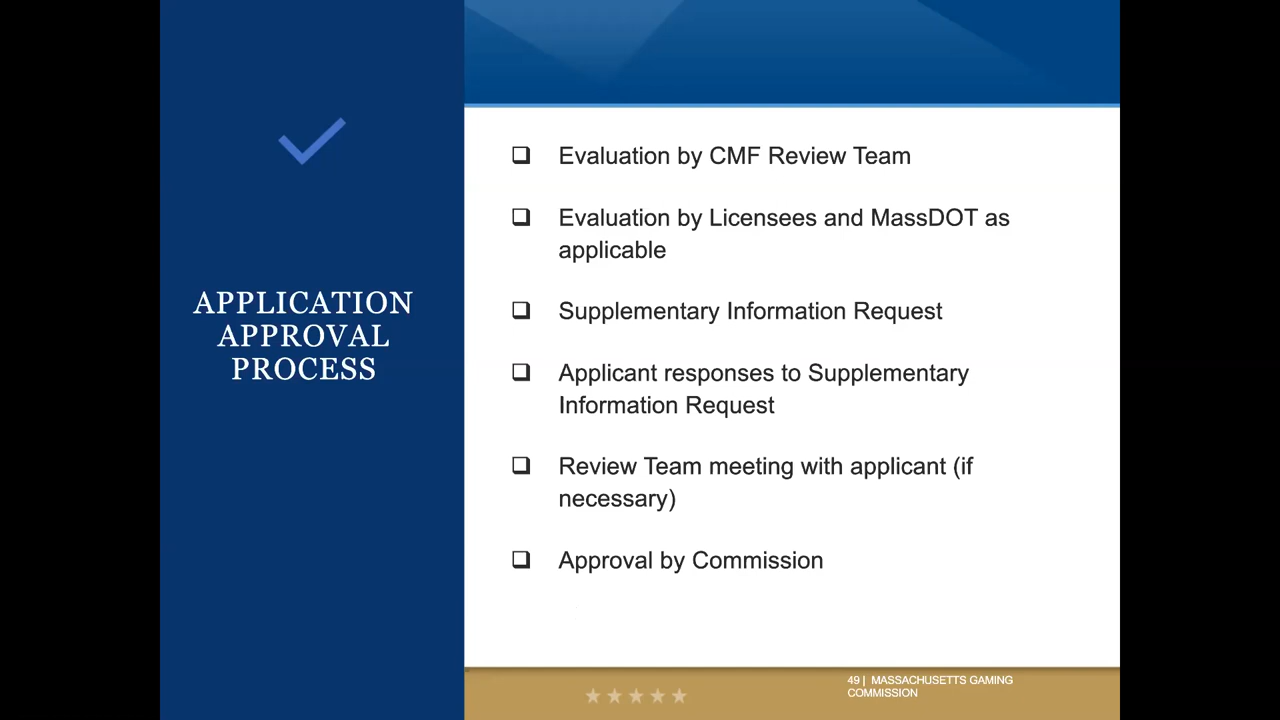 APPLICATION
APPROVAL
PROCESS
Evaluation by CMF Review Team
Evaluation by Licensees and MassDOT as
applicable
Supplementary Information Request
Applicant responses to Supplementary
Information Request
Review Team meeting with applicant (if
necessary)
Approval by Commission
49 | MASSACHUSETTS GAMING
COMMISSION